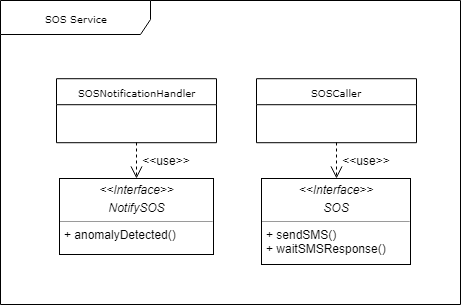 SOS Service
SOSNotificationHandler
SOSCaller
<<use>>
<<use>>
<<Interface>>
NotifySOS
+ anomalyDetected()
<<Interface>>
SOS
+ sendSMS()
+ waitSMSResponse()